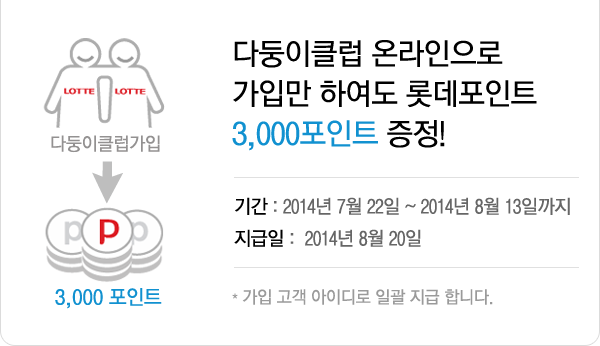 다둥이클럽 온라인으로
가입만 하여도 롯데포인트
3,000포인트 증정!
LOTTE LOTTE
다둥이클럽가입
p P p
3,000 포인트
기간 : 2014년 7월 22일 ~ 2014년 8월 13일까지
지급일 : 2014년 8월 20일
* 가입 고객 아이디로 일괄 지급 합니다.